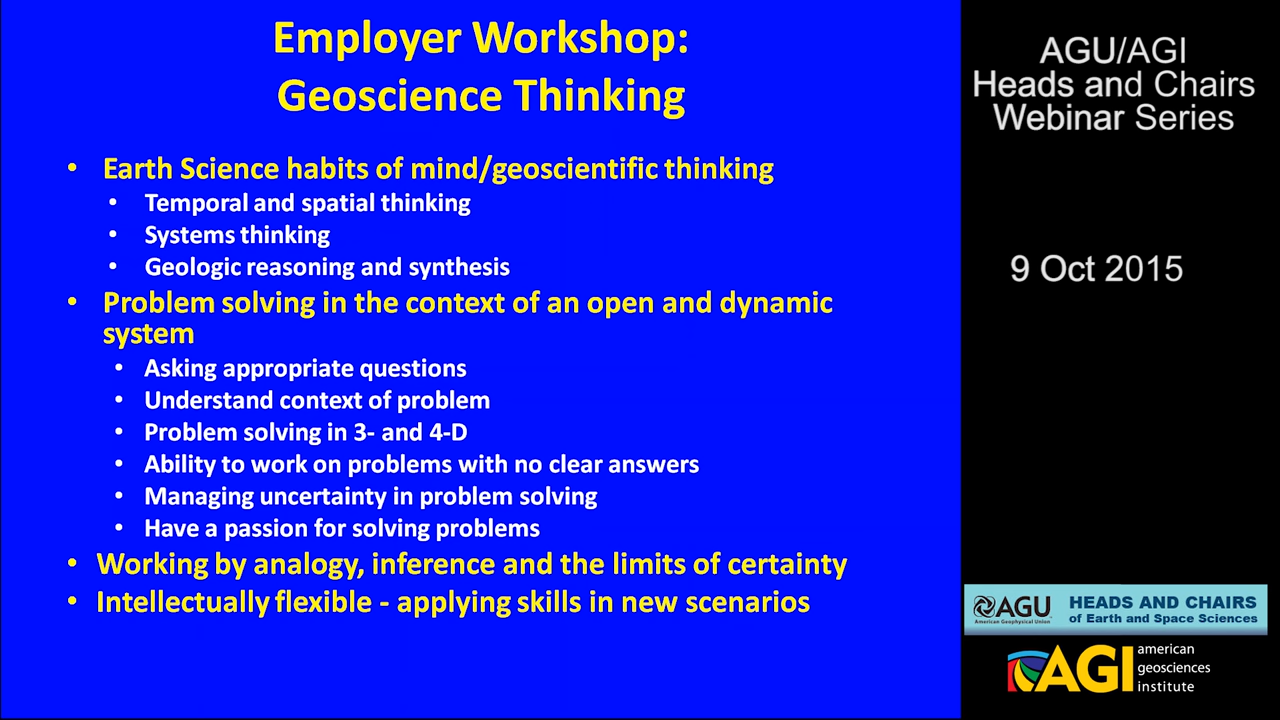 Employer Workshop:
Geoscience Thinking
• Earth Science habits of mind/geoscientific thinking
• Temporal and spatial thinking
• Systems thinking
• Geologic reasoning and synthesis
• Problem solving in the context of an open and dynamic
system
• Asking appropriate questions
• Understand context of problem
• Problem solving in 3- and 4-D
• Ability to work on problems with no clear answers
• Managing uncertainty in problem solving
• Have a passion for solving problems
• Working by analogy, inference and the limits of certainty
• Intellectually flexible - applying skills in new scenarios
AGU/AGI
Heads and Chairs
Webinar Series
9 Oct 2015
AGU
American Geophysical Union
HEADS AND CHAIRS
of Earth and Space Sciences
AGI
american
geosciences
institute